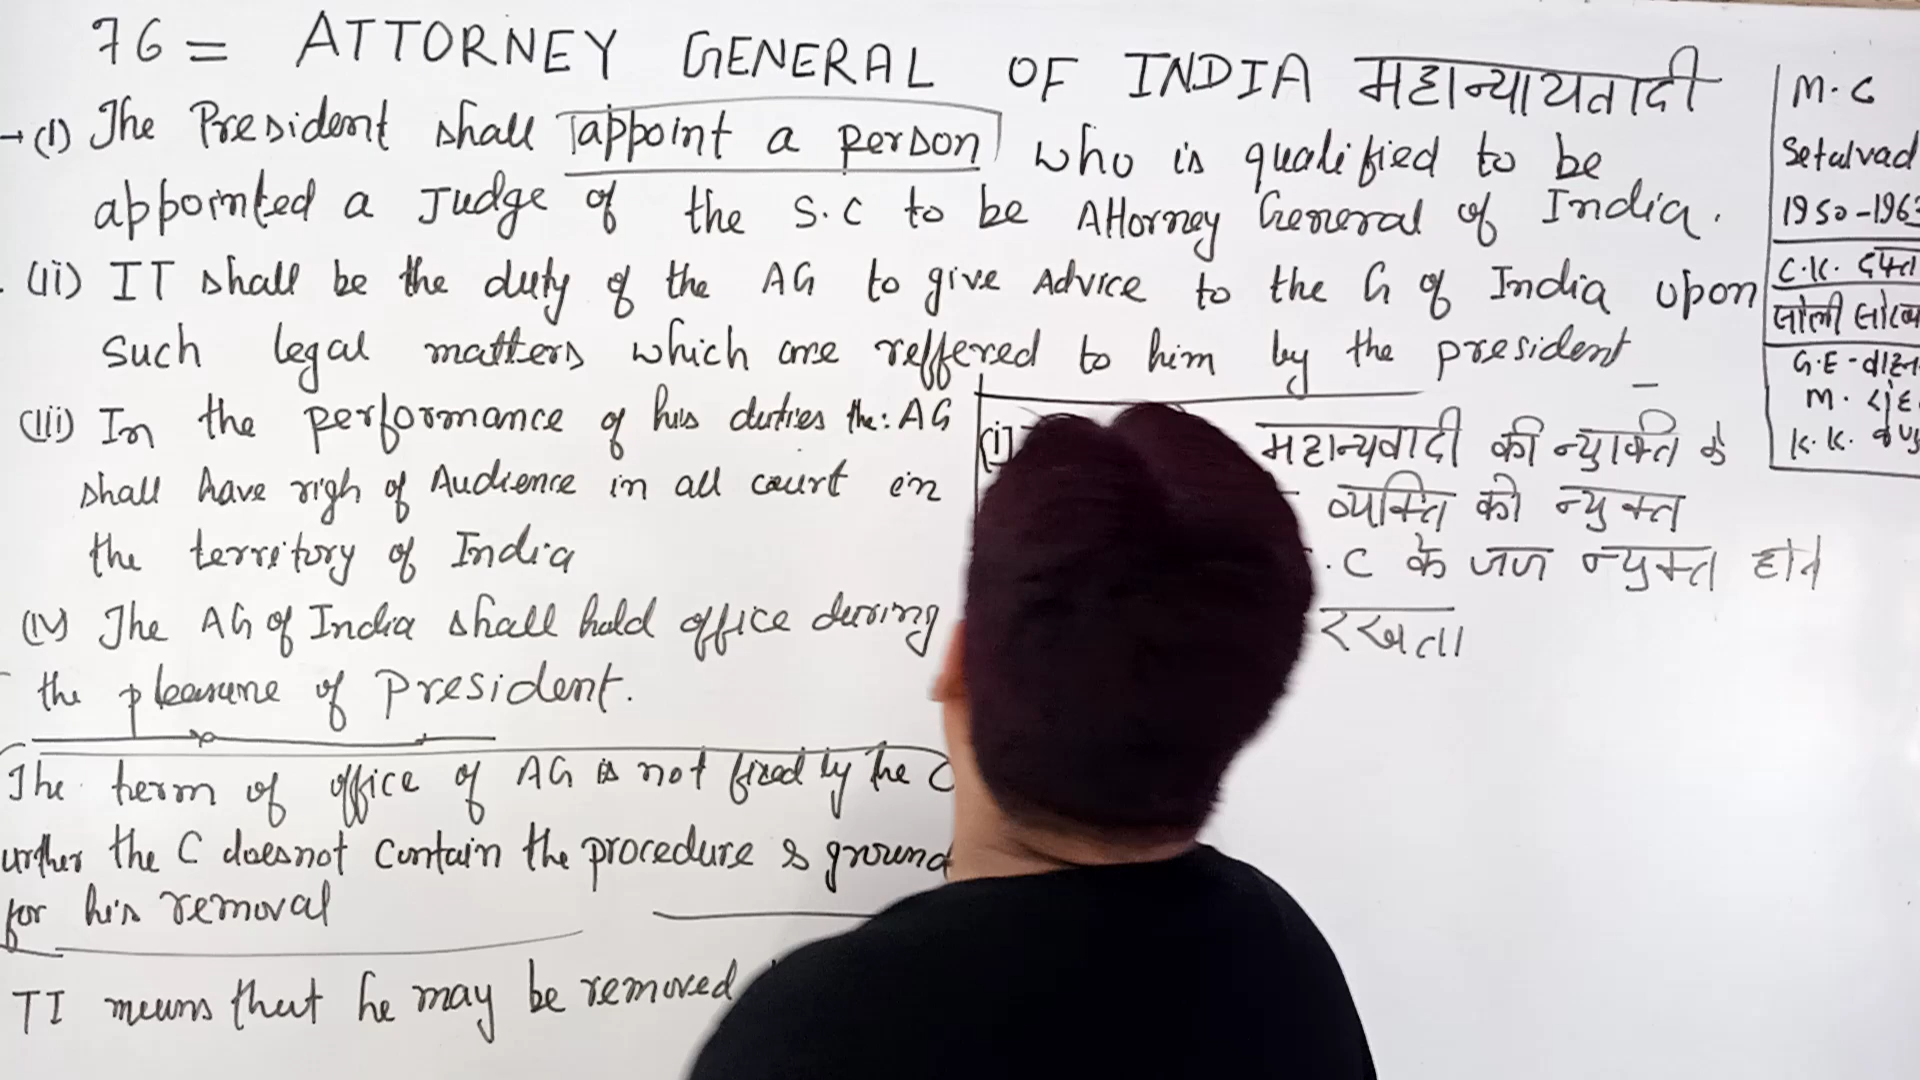 76 = ATTORNEY GENERAL OF INDIA महान्यायतादी
(I) The President shall appoint a person who is qualified to be
appointed a Judge of the S.C to be Attorney General of India.
(ii) IT shall be the duty of the AG to give Advice to the G of India upon
Such legal matters which are reffered to him by the president
(iii) In the performance of his duties the: AG
shall have righ of Audience in all court in
the territory of India
(iv) The AG of India shall hold office during
the pleasure of President.
The term of office of AG is not fixed by the C
urther the C doesnot contain the procedure & ground
for his removal
IT means that he may be removed
(i) महान्यवादी की न्युक्ति के
व्यक्ति को न्युक्त
.C के जज न्युक्त होने
रखता
M.C
Setalvad
1950-1963
C.K. दफ्त
G.E -
M.
K.K.